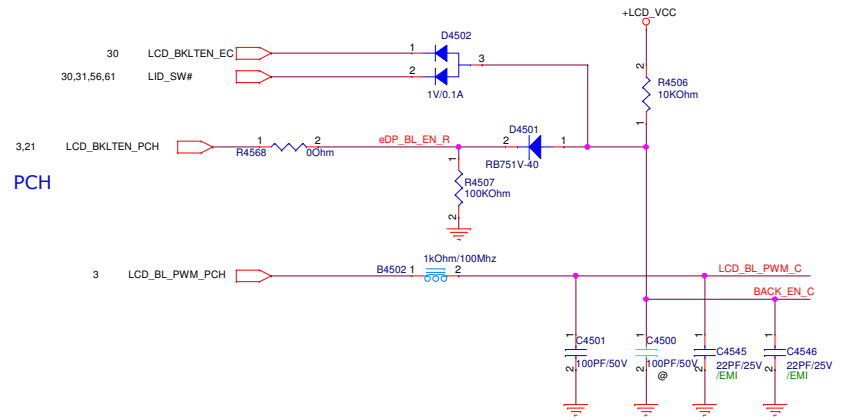 +LCD_VCC
D4502
30 LCD_BKLTEN_EC 1
3
30,31,56,61 LID_SW# 2
1V/0.1A
2
R4506
10KOhm
1
3,21 LCD_BKLTEN_PCH 1 2 eDP_BL_EN_R 2 D4501 1
R4568 0Ohm
RB751V-40
PCH
1
R4507
100KOhm
2
1kOhm/100Mhz
3 LCD_BL_PWM_PCH B4502 1 2 LCD_BL_PWM_C
BACK_EN_C
1 C4501 1 C4500 1 C4545 1 C4546
100PF/50V 100PF/50V 22PF/25V 22PF/25V
2 2 @ 2 /EMI 2 /EMI